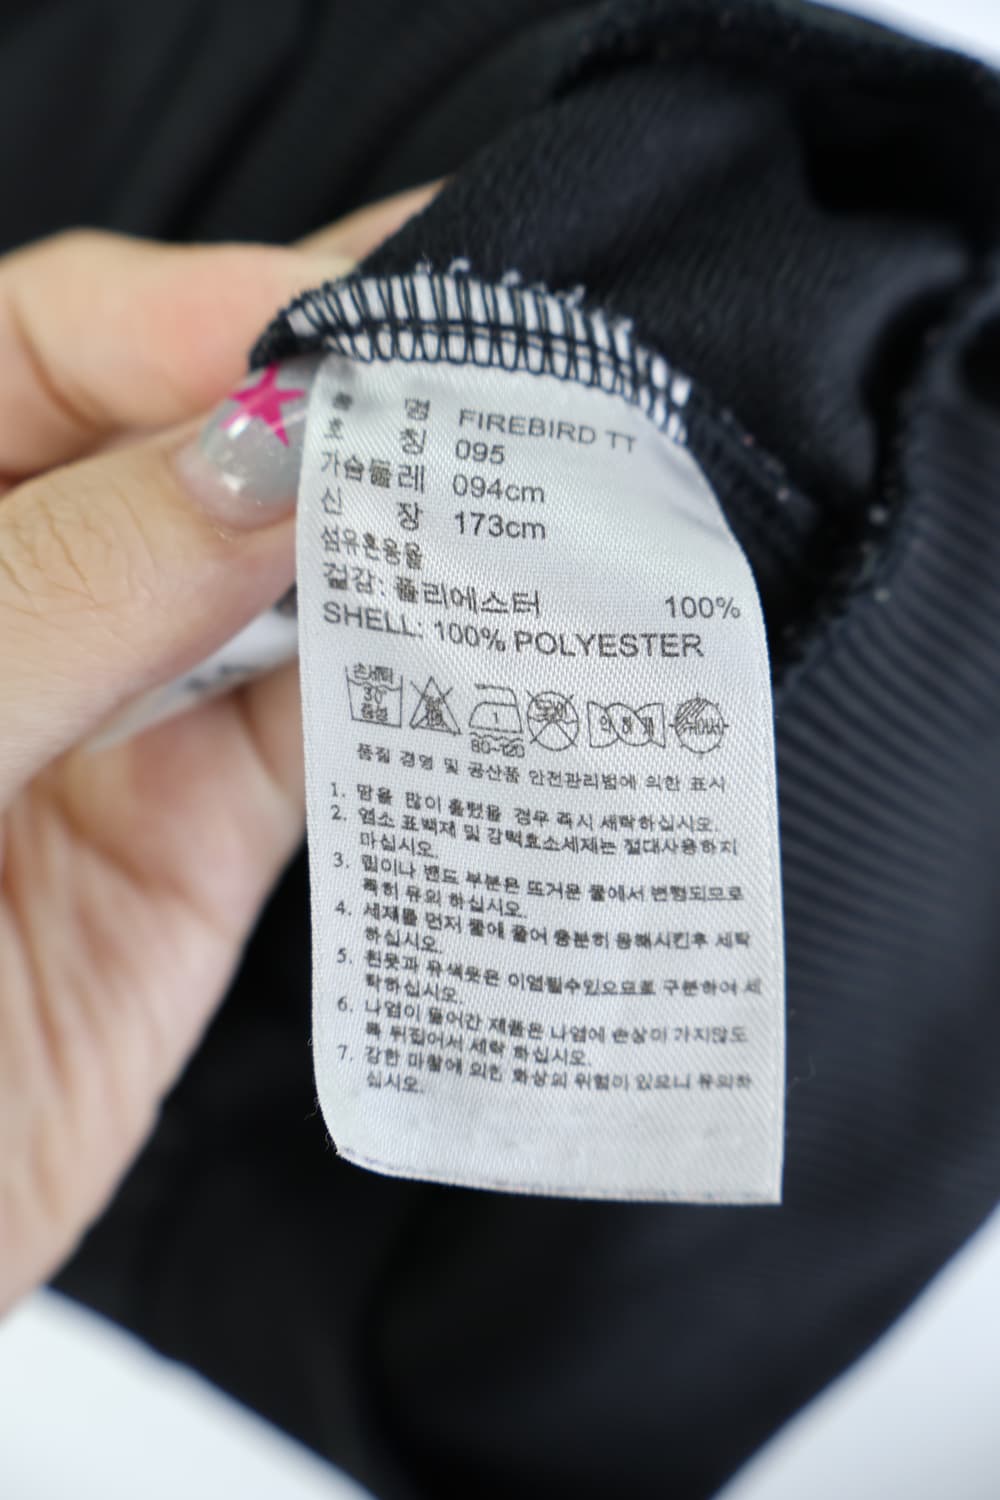 품 명 FIREBIRD TT
호 칭 095
가슴둘레 094cm
신 장 173cm
섬유혼용율
겉감: 폴리에스터 100%
SHELL: 100% POLYESTER
손세탁
30°
중성
1
80-120
품질 경영 및 공산품 안전관리법에 의한 표시
1. 땀을 많이 흘렸을 경우 즉시 세탁하십시오.
2. 염소 표백제 및 강력효소세제는 절대사용하지
마십시오.
3. 립이나 밴드 부분은 뜨거운 물에서 변형되므로
특히 유의 하십시오.
4. 세제를 먼저 물에 풀어 충분히 용해시킨후 세탁
하십시오.
5. 흰옷과 유색옷은 이염될수있으므로 구분하여 세
탁하십시오.
6. 나염이 들어간 제품은 나염에 손상이 가지않도
록 뒤집어서 세탁 하십시오.
7. 강한 마찰에 의한 화상의 위험이 있으니 유의하
십시오.